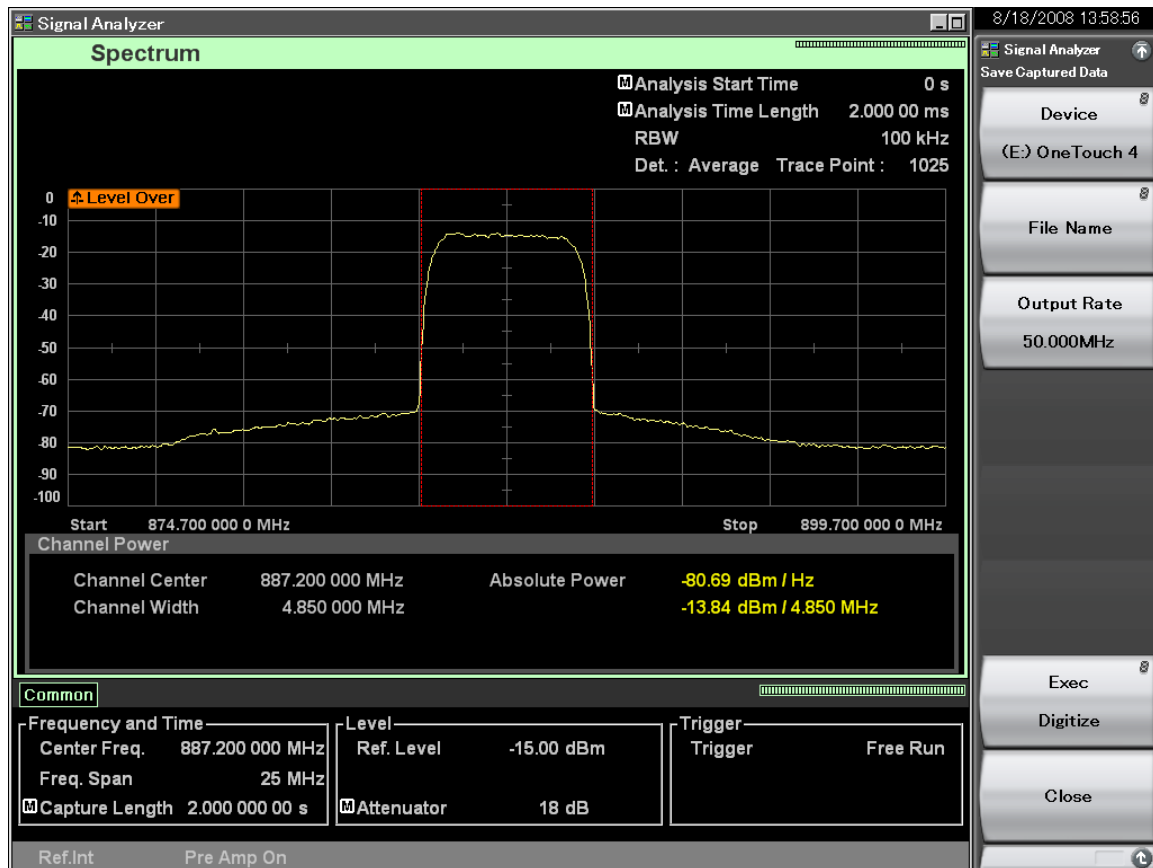 Signal Analyzer
8/18/2008 13:58:56
Spectrum
M Analysis Start Time 0 s
M Analysis Time Length 2.000 00 ms
RBW 100 kHz
Det. : Average Trace Point : 1025
Level Over
0
-10
-20
-30
-40
-50
-60
-70
-80
-90
-100
Start 874.700 000 0 MHz Stop 899.700 000 0 MHz
Channel Power
Channel Center 887.200 000 MHz Absolute Power -80.69 dBm / Hz
Channel Width 4.850 000 MHz -13.84 dBm / 4.850 MHz
Common
Frequency and Time
Center Freq. 887.200 000 MHz
Freq. Span 25 MHz
M Capture Length 2.000 000 00 s
Level
Ref. Level -15.00 dBm
M Attenuator 18 dB
Trigger
Trigger Free Run
Ref.Int Pre Amp On
Signal Analyzer
Save Captured Data
Device
(E:) OneTouch 4
File Name
Output Rate
50.000MHz
Exec
Digitize
Close